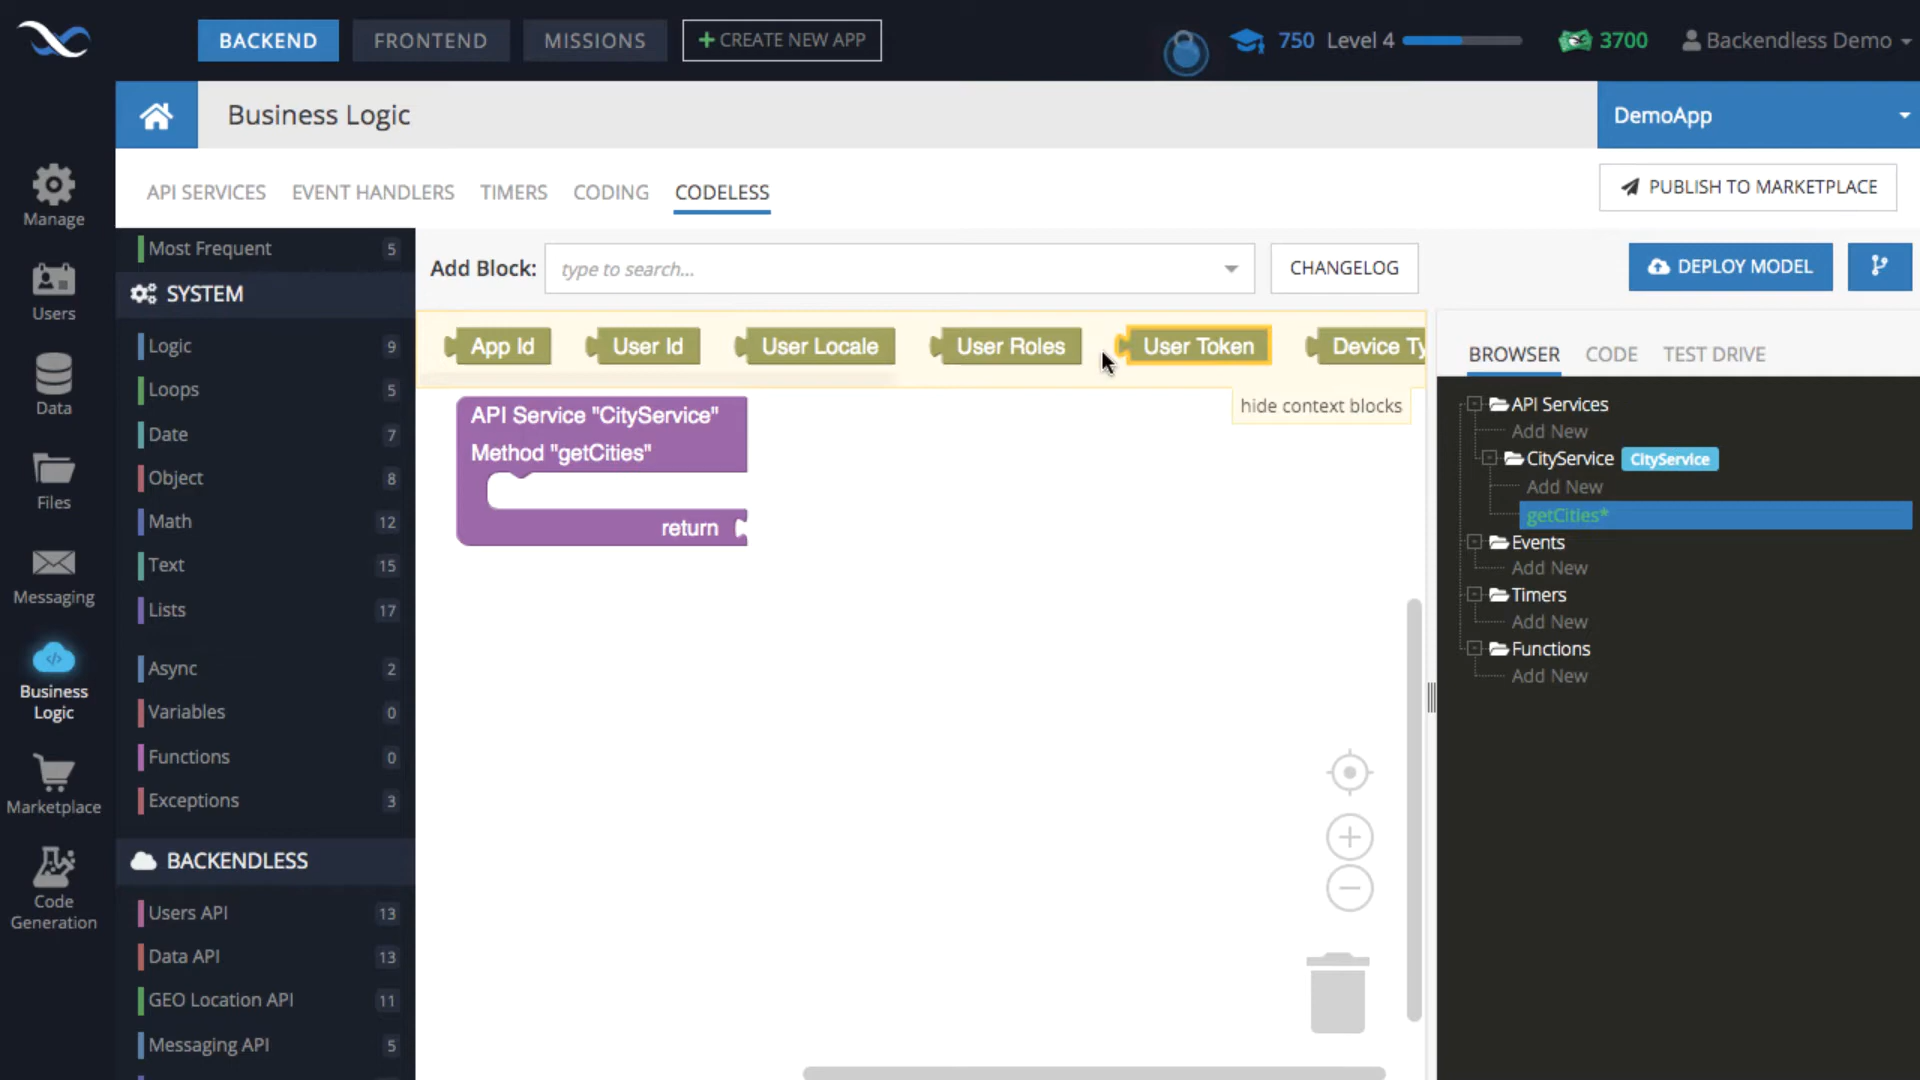 BACKEND
FRONTEND
MISSIONS
+ CREATE NEW APP
750 Level 4
3700
Backendless Demo
Business Logic
DemoApp
API SERVICES
EVENT HANDLERS
TIMERS
CODING
CODELESS
PUBLISH TO MARKETPLACE
Manage
Users
Data
Files
Messaging
Business
Logic
Marketplace
Code
Generation
Most Frequent 5
SYSTEM
Logic 9
Loops 5
Date 7
Object 8
Math 12
Text 15
Lists 17
Async 2
Variables 0
Functions 0
Exceptions 3
BACKENDLESS
Users API 13
Data API 13
GEO Location API 11
Messaging API 5
Add Block: type to search...
CHANGELOG
DEPLOY MODEL
App Id
User Id
User Locale
User Roles
User Token
Device Ty
hide context blocks
API Service "CityService"
Method "getCities"
return
BROWSER
CODE
TEST DRIVE
API Services
Add New
CityService CityService
Add New
getCities*
Events
Add New
Timers
Add New
Functions
Add New